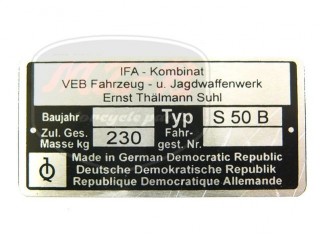 IFA - Kombinat
VEB Fahrzeug - u. Jagdwaffenwerk
Ernst Thälmann Suhl
Baujahr Typ S 50 B
Zul. Ges. Masse kg 230 Fahr- gest. Nr.
Made in German Democratic Republic
Deutsche Demokratische Republik
Republique Democratique Allemande